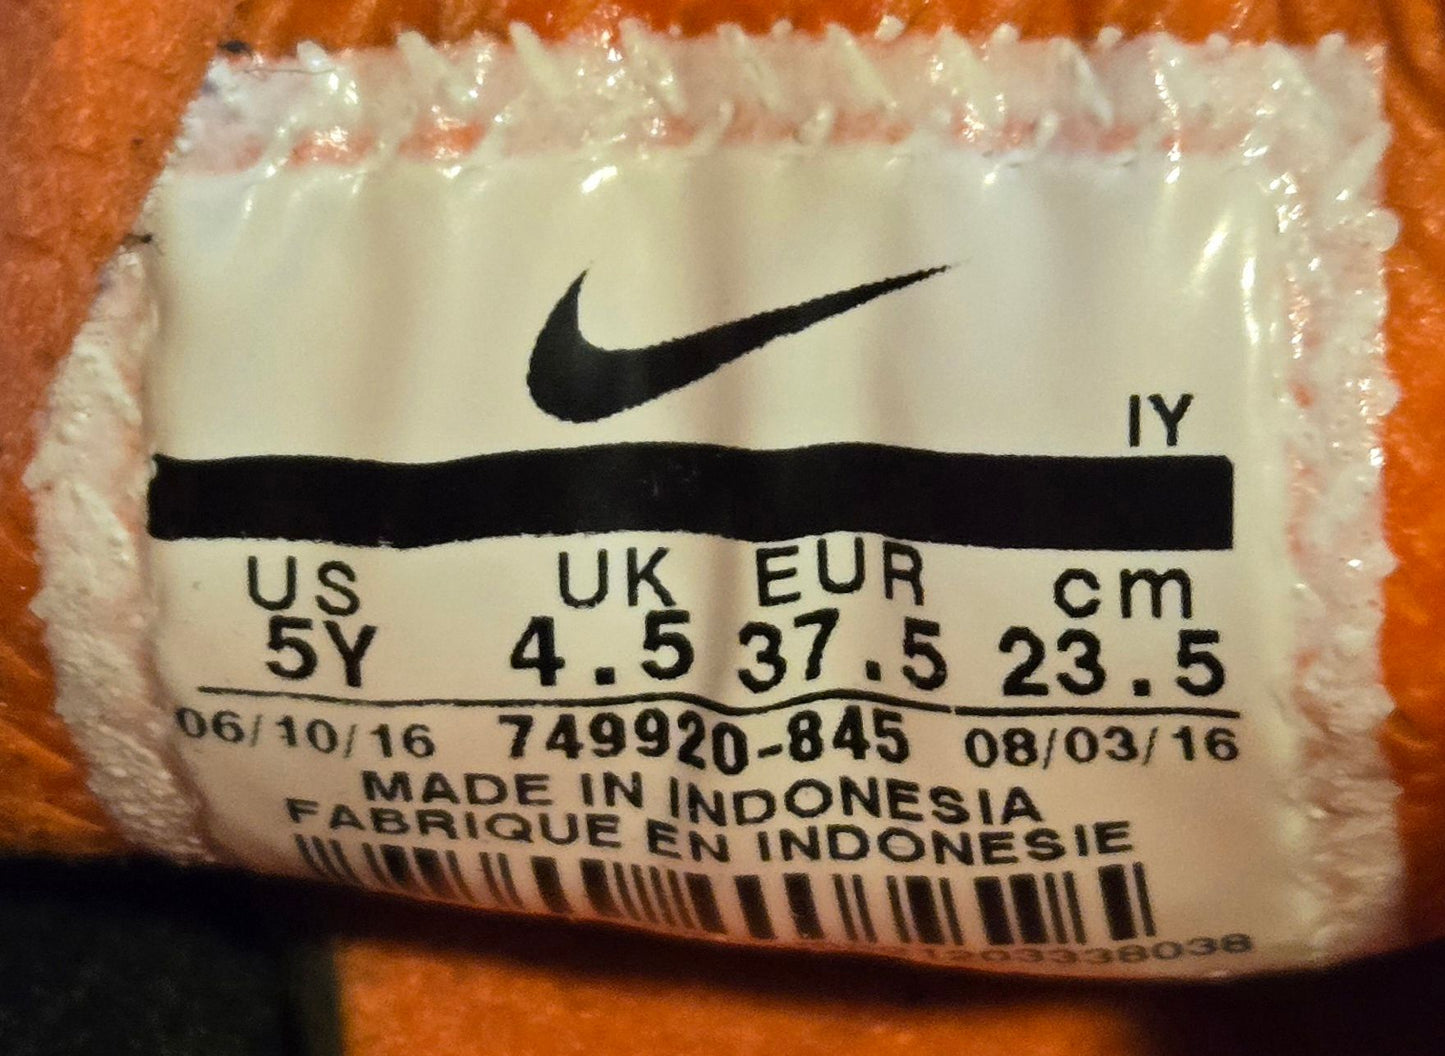 IY
US UK EUR cm
5Y 4.5 37.5 23.5
06/10/16 749920-845 08/03/16
MADE IN INDONESIA
FABRIQUE EN INDONESIE